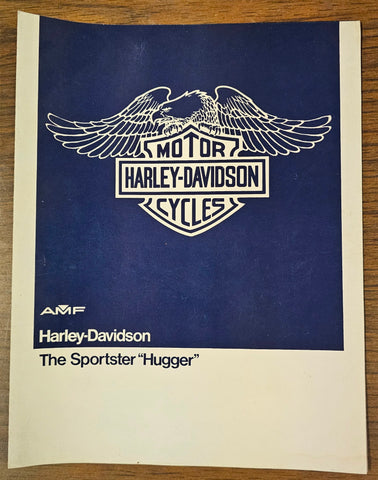 MOTOR
HARLEY-DAVIDSON
CYCLES
AMF
Harley-Davidson
The Sportster "Hugger"